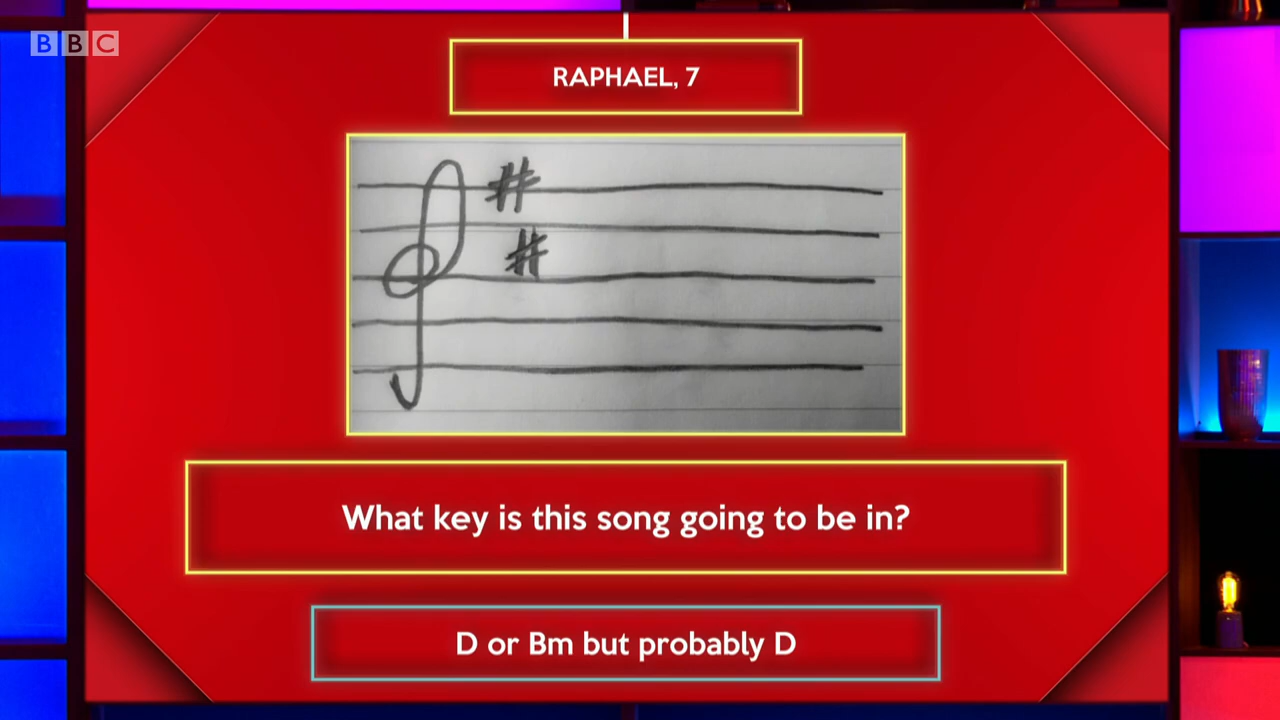 BBC
RAPHAEL, 7
What key is this song going to be in?
D or Bm but probably D